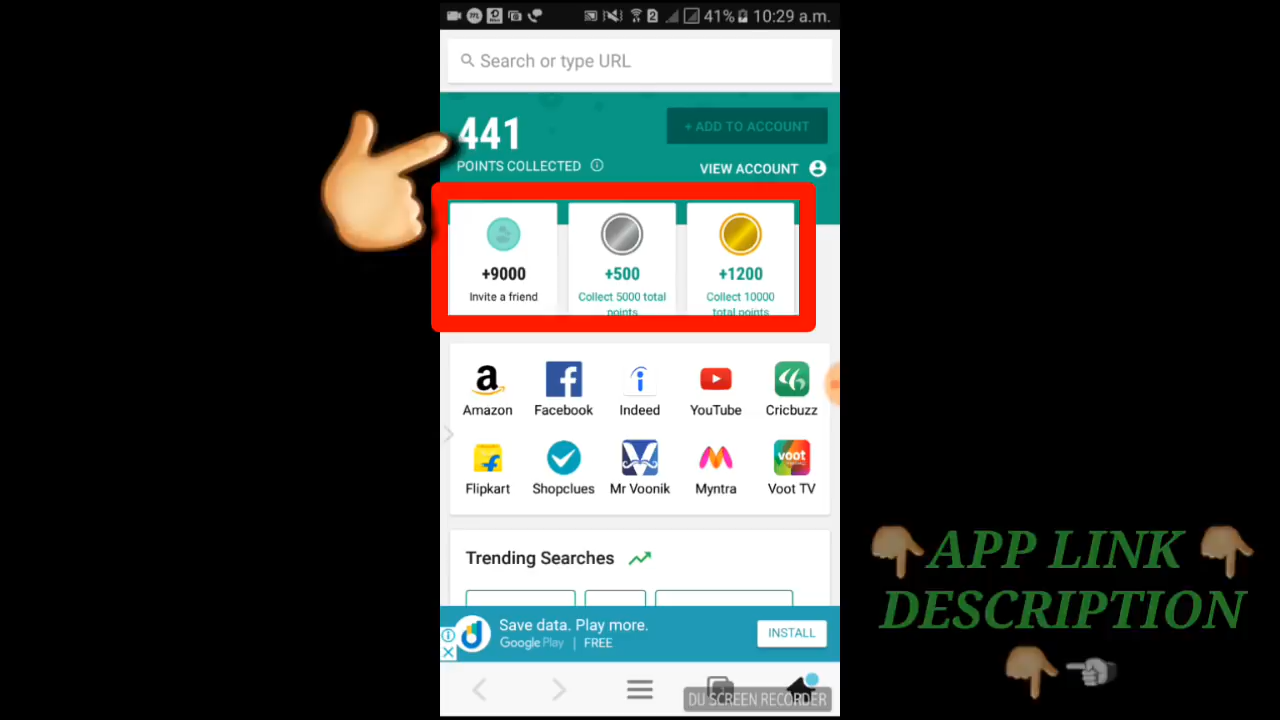 2
41%
10:29 a.m.
Search or type URL
441
+ ADD TO ACCOUNT
POINTS COLLECTED
VIEW ACCOUNT
+9000
+500
+1200
Invite a friend
Collect 5000 total
points
Collect 10000
total points
Amazon
Facebook
Indeed
YouTube
Cricbuzz
voot
Flipkart
Shopclues
Mr Voonik
Myntra
Voot TV
Trending Searches
Save data. Play more.
Google Play | FREE
INSTALL
DU SCREEN RECORDER
APP LINK
DESCRIPTION